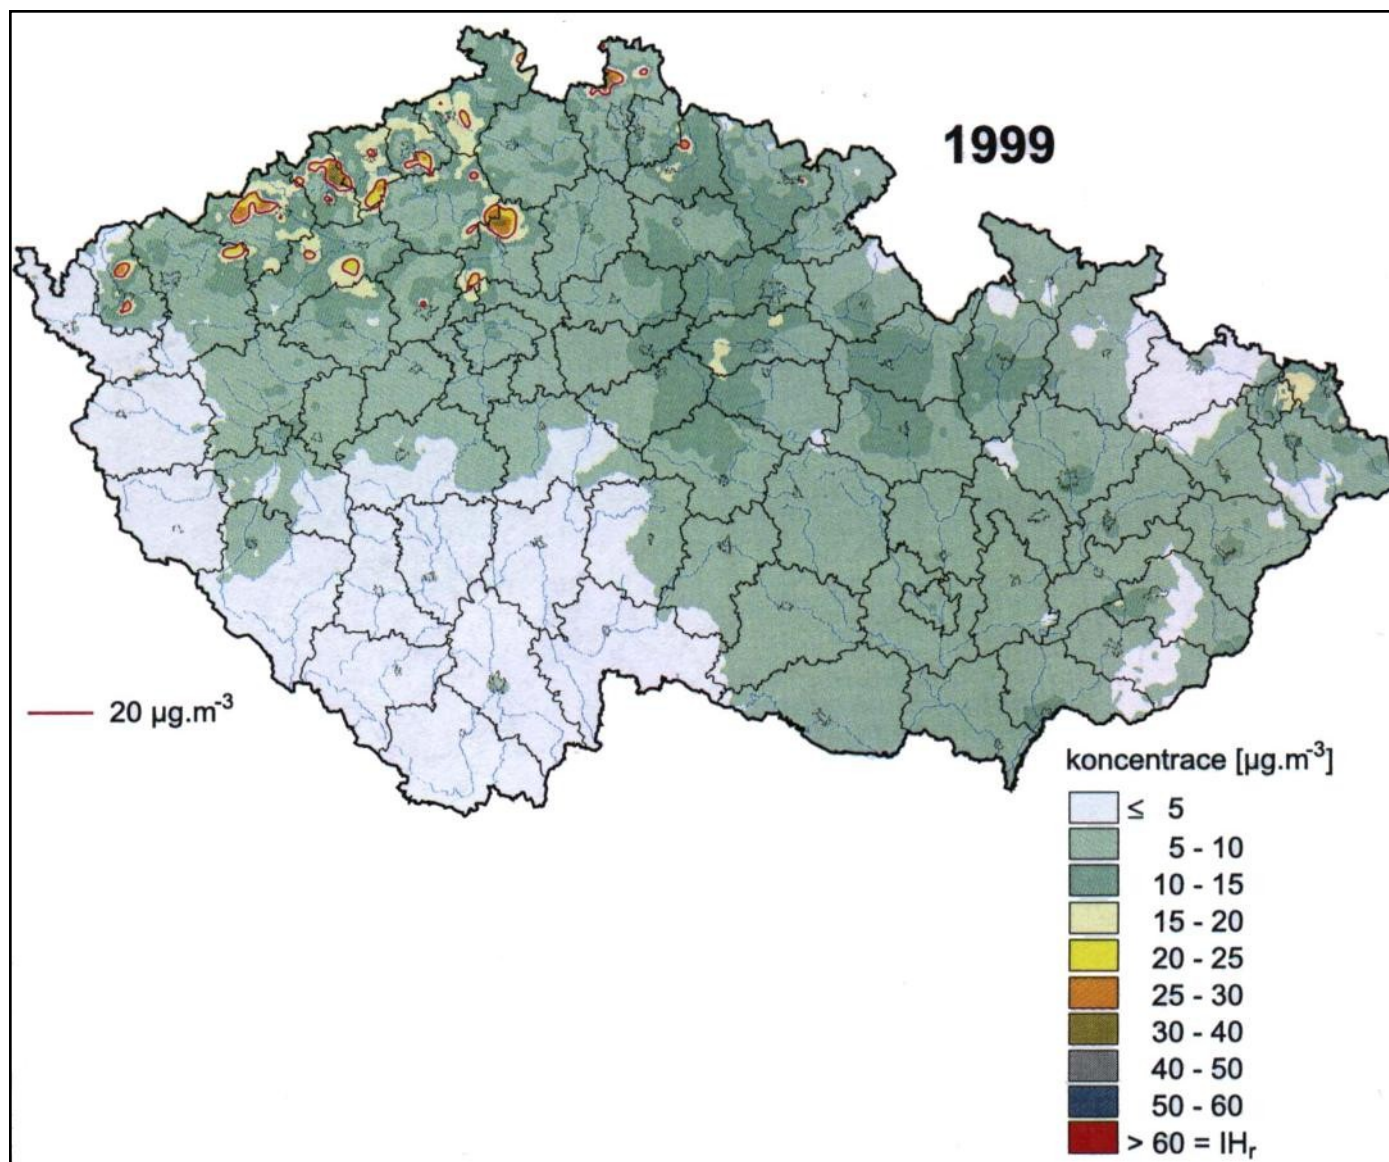 1999
20 µg.m⁻³
koncentrace [µg.m⁻³]
≤ 5
5 - 10
10 - 15
15 - 20
20 - 25
25 - 30
30 - 40
40 - 50
50 - 60
> 60 = IHᵣ